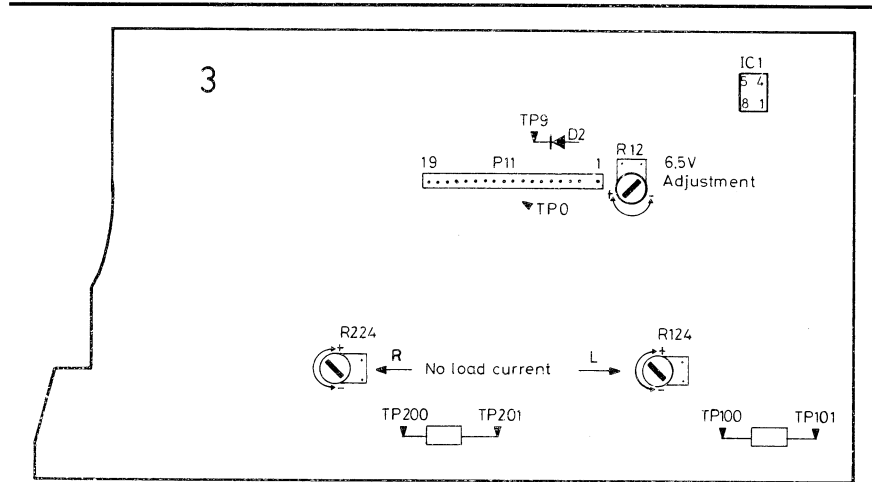 3
IC1
5 4
8 1
TP9
D2
R12
19 P11 1
6,5V
Adjustment
+ -
TP0
R224
R124
+
+
R No load current L
-
-
TP200 TP201
TP100 TP101